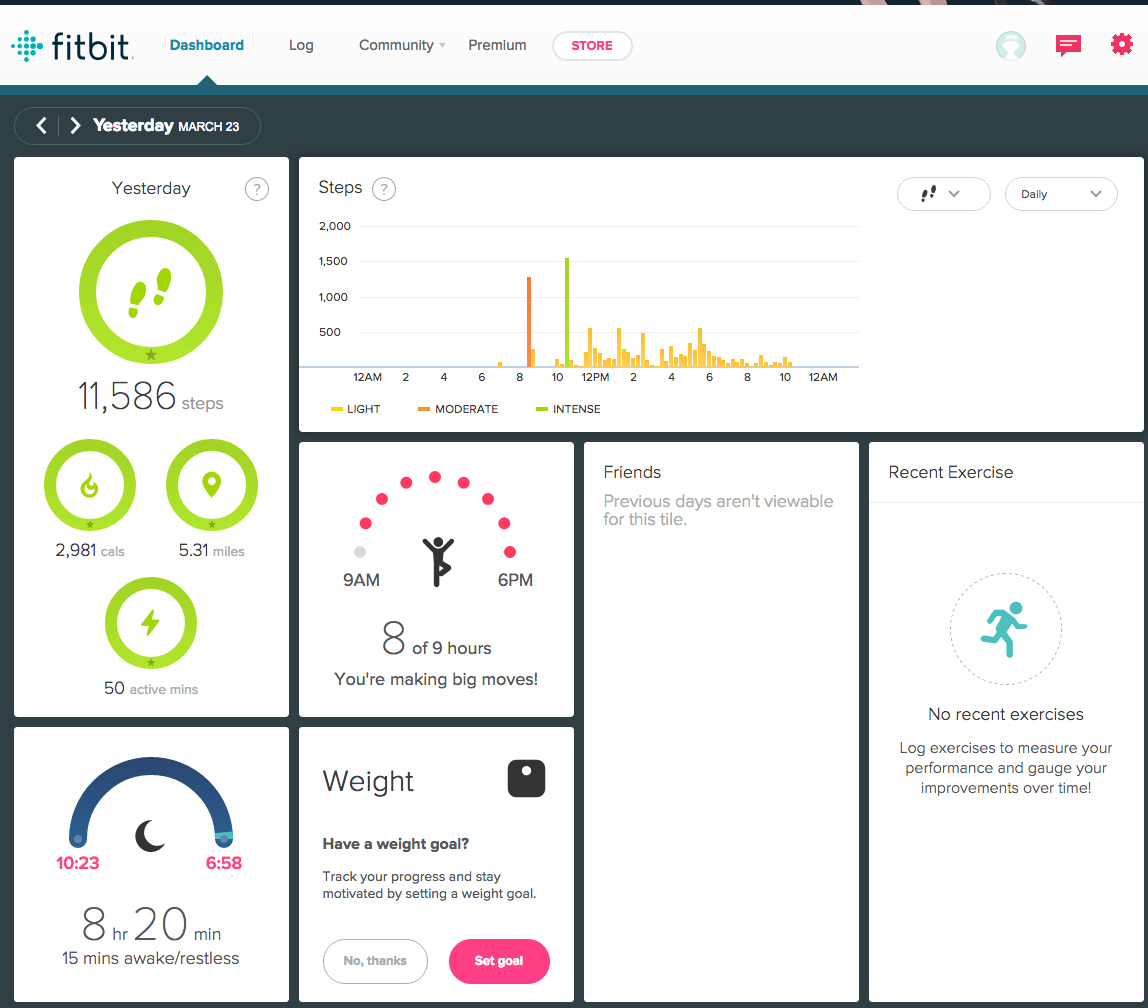 fitbit
Dashboard
Log
Community
Premium
STORE
Yesterday MARCH 23
Yesterday
?
11,586 steps
2,981 cals
5.31 miles
50 active mins
Steps
?
Daily
2,000
1,500
1,000
500
12AM 2 4 6 8 10 12PM 2 4 6 8 10 12AM
LIGHT MODERATE INTENSE
9AM 6PM
8 of 9 hours
You're making big moves!
Friends
Previous days aren't viewable
for this tile.
Recent Exercise
No recent exercises
Log exercises to measure your
performance and gauge your
improvements over time!
10:23 6:58
8 hr 20 min
15 mins awake/restless
Weight
Have a weight goal?
Track your progress and stay
motivated by setting a weight goal.
No, thanks
Set goal